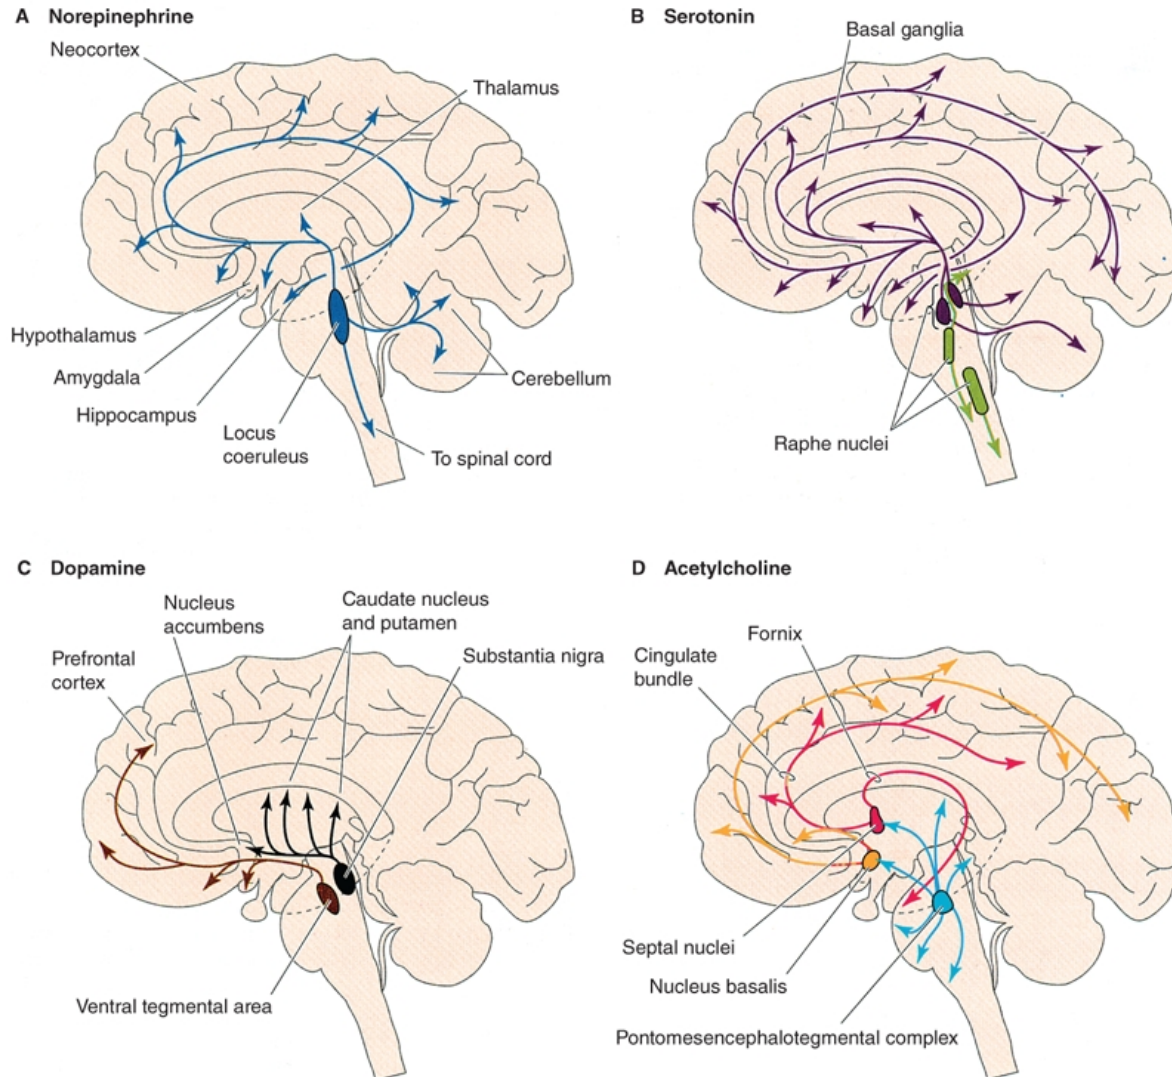 A Norepinephrine
Neocortex
Thalamus
Hypothalamus
Amygdala
Hippocampus
Locus
coeruleus
Cerebellum
To spinal cord
B Serotonin
Basal ganglia
Raphe nuclei
C Dopamine
Nucleus
accumbens
Caudate nucleus
and putamen
Prefrontal
cortex
Substantia nigra
Ventral tegmental area
D Acetylcholine
Fornix
Cingulate
bundle
Septal nuclei
Nucleus basalis
Pontomesencephalotegmental complex